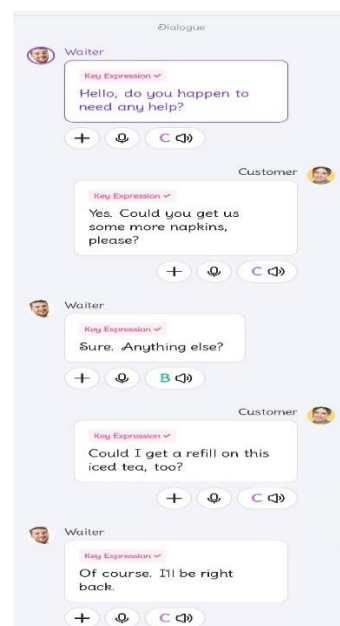 Dialogue
Waiter
Key Expression ✓
Hello, do you happen to
need any help?
C
Customer
Key Expression ✓
Yes. Could you get us
some more napkins,
please?
C
Waiter
Key Expression ✓
Sure. Anything else?
B
Customer
Key Expression ✓
Could I get a refill on this
iced tea, too?
C
Waiter
Key Expression ✓
Of course. I'll be right
back.
C